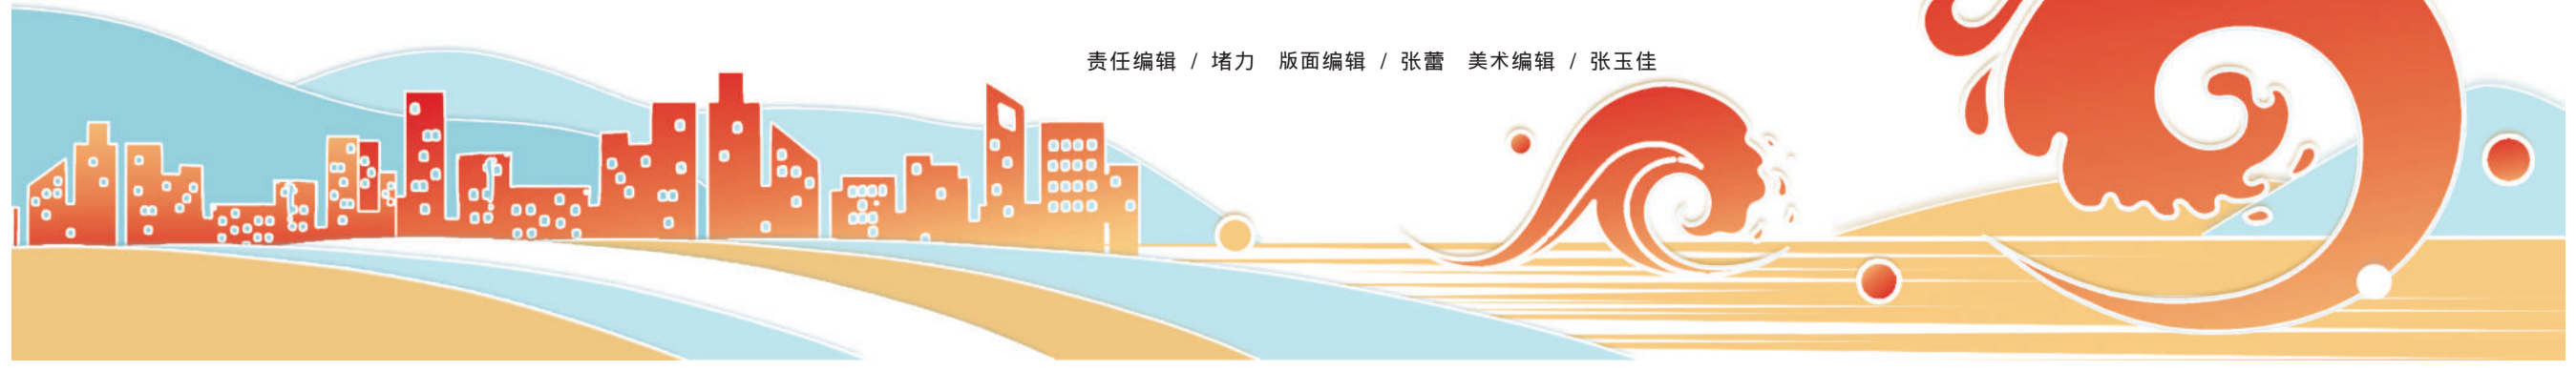 责任编辑 / 堵力 版面编辑 / 张蕾 美术编辑 / 张玉佳